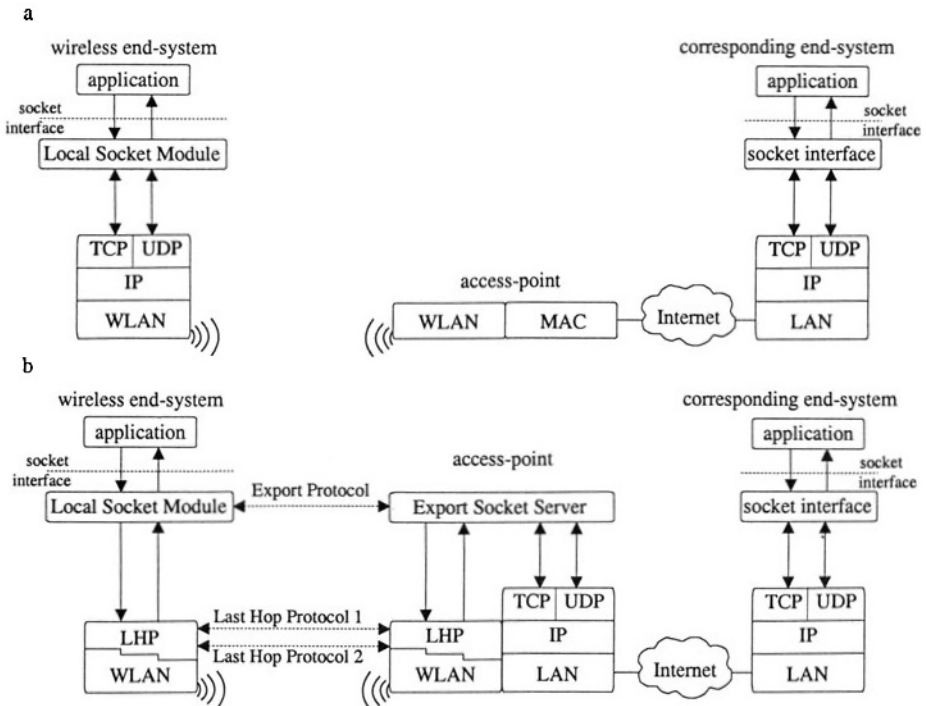 a
wireless end-system
application
socket
interface
Local Socket Module
TCP UDP
IP
WLAN
access-point
WLAN MAC
Internet
corresponding end-system
application
socket
interface
socket interface
TCP UDP
IP
LAN
b
wireless end-system
application
socket
interface
Local Socket Module
Export Protocol
LHP
WLAN
Last Hop Protocol 1
Last Hop Protocol 2
access-point
Export Socket Server
TCP UDP
LHP IP
WLAN LAN
Internet
corresponding end-system
application
socket
interface
socket interface
TCP UDP
IP
LAN